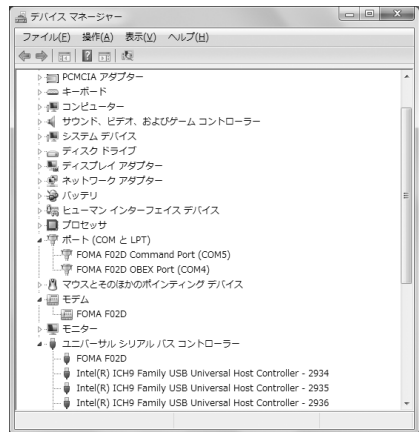 デバイス マネージャー
ファイル(F) 操作(A) 表示(V) ヘルプ(H)
PCMCIA アダプター
キーボード
コンピューター
サウンド、ビデオ、およびゲーム コントローラー
システム デバイス
ディスク ドライブ
ディスプレイ アダプター
ネットワーク アダプター
バッテリ
ヒューマン インターフェイス デバイス
プロセッサ
ポート (COM と LPT)
FOMA F02D Command Port (COM5)
FOMA F02D OBEX Port (COM4)
マウスとそのほかのポインティング デバイス
モデム
FOMA F02D
モニター
ユニバーサル シリアル バス コントローラー
FOMA F02D
Intel(R) ICH9 Family USB Universal Host Controller - 2934
Intel(R) ICH9 Family USB Universal Host Controller - 2935
Intel(R) ICH9 Family USB Universal Host Controller - 2936